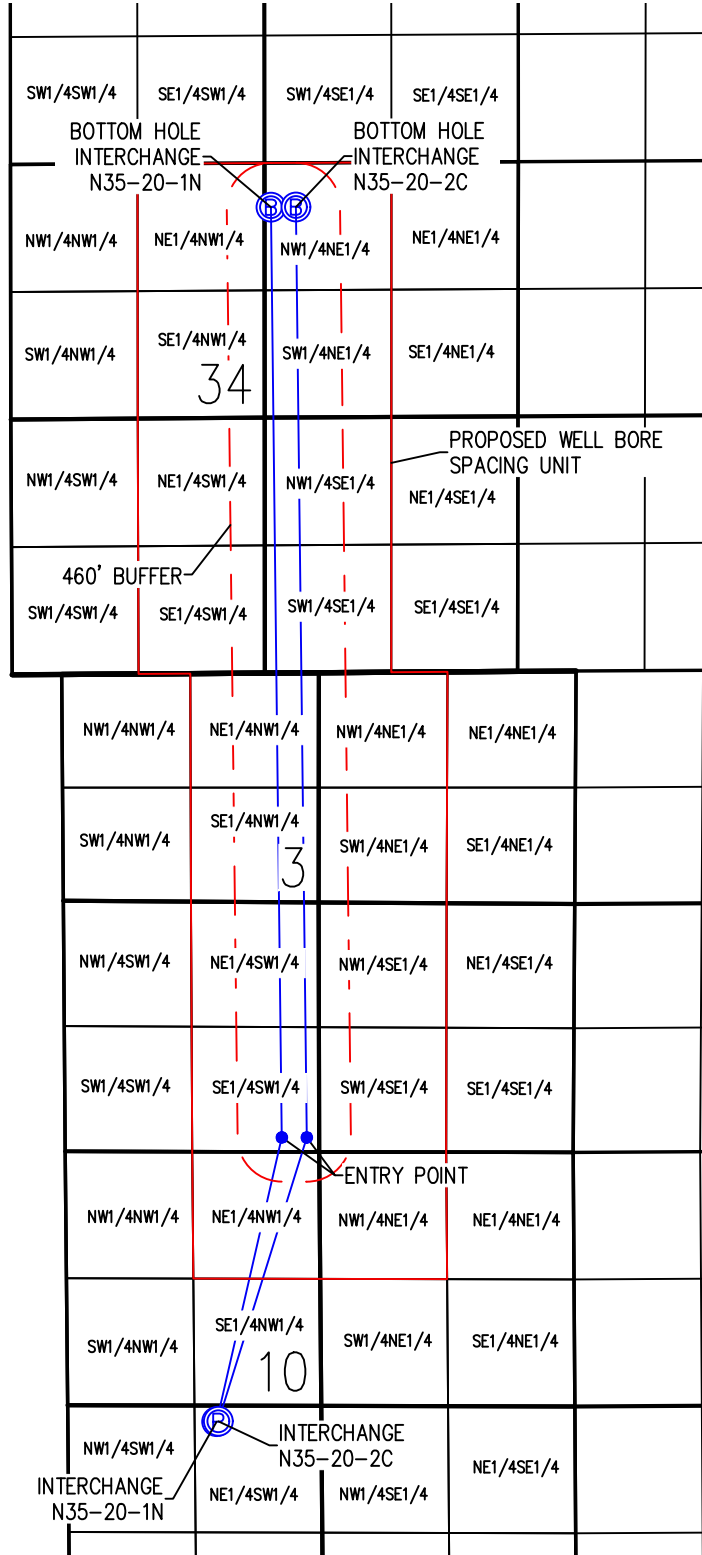 SW1/4SW1/4 SE1/4SW1/4 SW1/4SE1/4 SE1/4SE1/4
BOTTOM HOLE
INTERCHANGE
N35-20-1N
BOTTOM HOLE
INTERCHANGE
N35-20-2C
B B
NW1/4NW1/4 NE1/4NW1/4 NW1/4NE1/4 NE1/4NE1/4
SW1/4NW1/4 SE1/4NW1/4 SW1/4NE1/4 SE1/4NE1/4
34
PROPOSED WELL BORE
SPACING UNIT
NW1/4SW1/4 NE1/4SW1/4 NW1/4SE1/4 NE1/4SE1/4
460' BUFFER
SW1/4SW1/4 SE1/4SW1/4 SW1/4SE1/4 SE1/4SE1/4
NW1/4NW1/4 NE1/4NW1/4 NW1/4NE1/4 NE1/4NE1/4
SW1/4NW1/4 SE1/4NW1/4 SW1/4NE1/4 SE1/4NE1/4
3
NW1/4SW1/4 NE1/4SW1/4 NW1/4SE1/4 NE1/4SE1/4
SW1/4SW1/4 SE1/4SW1/4 SW1/4SE1/4 SE1/4SE1/4
ENTRY POINT
NW1/4NW1/4 NE1/4NW1/4 NW1/4NE1/4 NE1/4NE1/4
SW1/4NW1/4 SE1/4NW1/4 SW1/4NE1/4 SE1/4NE1/4
10
INTERCHANGE
N35-20-2C
NW1/4SW1/4 NE1/4SW1/4 NW1/4SE1/4 NE1/4SE1/4
INTERCHANGE
N35-20-1N